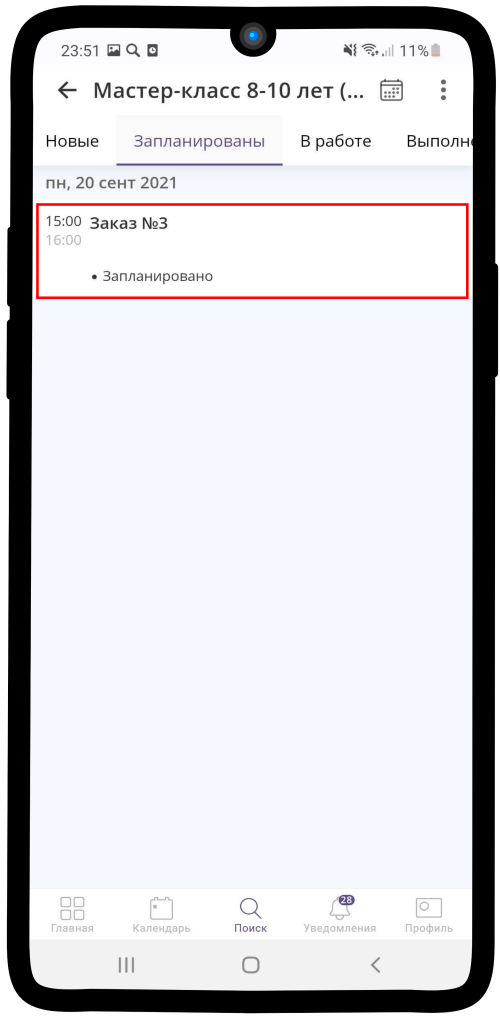 23:51 11%
Мастер-класс 8-10 лет (...
Новые Запланированы В работе Выполне
пн, 20 сент 2021
15:00 Заказ №3
16:00
• Запланировано
28
Главная Календарь Поиск Уведомления Профиль